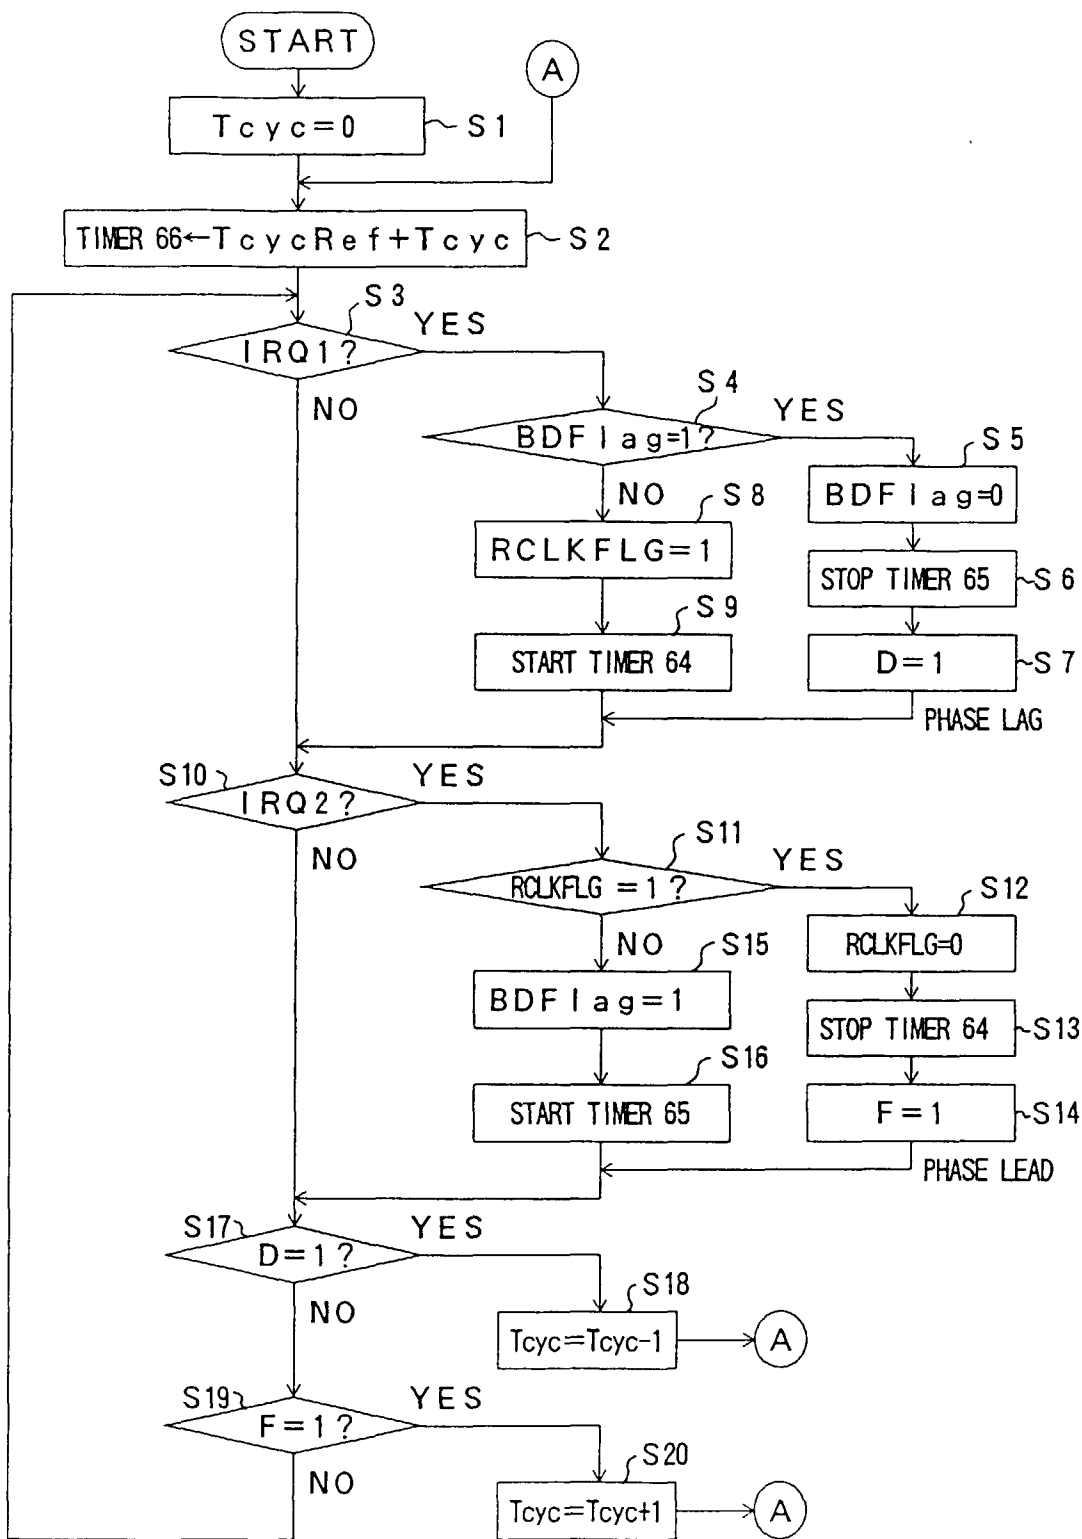 START
A
Tcyc=0
S1
TIMER 66←TcycRef+Tcyc
S2
S3
IRQ1?
YES
NO
S4
BDFlag=1?
YES
NO
S5
BDFlag=0
S8
RCLKFLG=1
STOP TIMER 65
S6
S9
START TIMER 64
D=1
S7
PHASE LAG
S10
IRQ2?
YES
NO
S11
RCLKFLG=1?
YES
NO
S12
RCLKFLG=0
S15
BDFlag=1
STOP TIMER 64
S13
S16
START TIMER 65
F=1
S14
PHASE LEAD
S17
D=1?
YES
NO
S18
Tcyc=Tcyc-1
A
S19
F=1?
YES
NO
S20
Tcyc=Tcyc+1
A